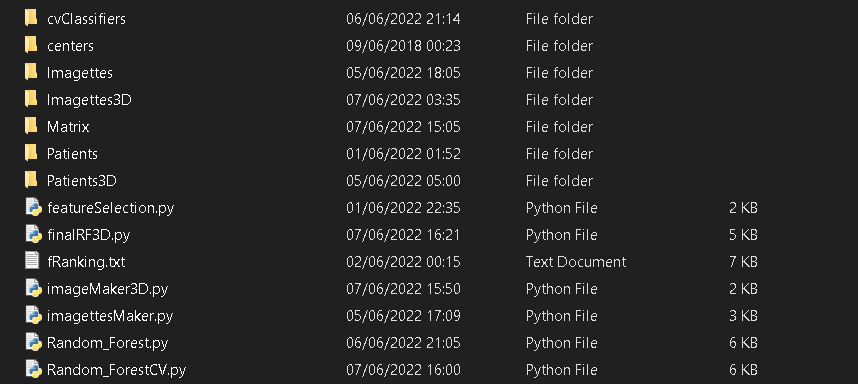 cvClassifiers 06/06/2022 21:14 File folder
centers 09/06/2018 00:23 File folder
Imagettes 05/06/2022 18:05 File folder
Imagettes3D 07/06/2022 03:35 File folder
Matrix 07/06/2022 15:05 File folder
Patients 01/06/2022 01:52 File folder
Patients3D 05/06/2022 05:00 File folder
featureSelection.py 01/06/2022 22:35 Python File 2 KB
finalRF3D.py 07/06/2022 16:21 Python File 5 KB
fRanking.txt 02/06/2022 00:15 Text Document 7 KB
imageMaker3D.py 07/06/2022 15:50 Python File 2 KB
imagettesMaker.py 05/06/2022 17:09 Python File 3 KB
Random_Forest.py 06/06/2022 21:05 Python File 6 KB
Random_ForestCV.py 07/06/2022 16:00 Python File 6 KB